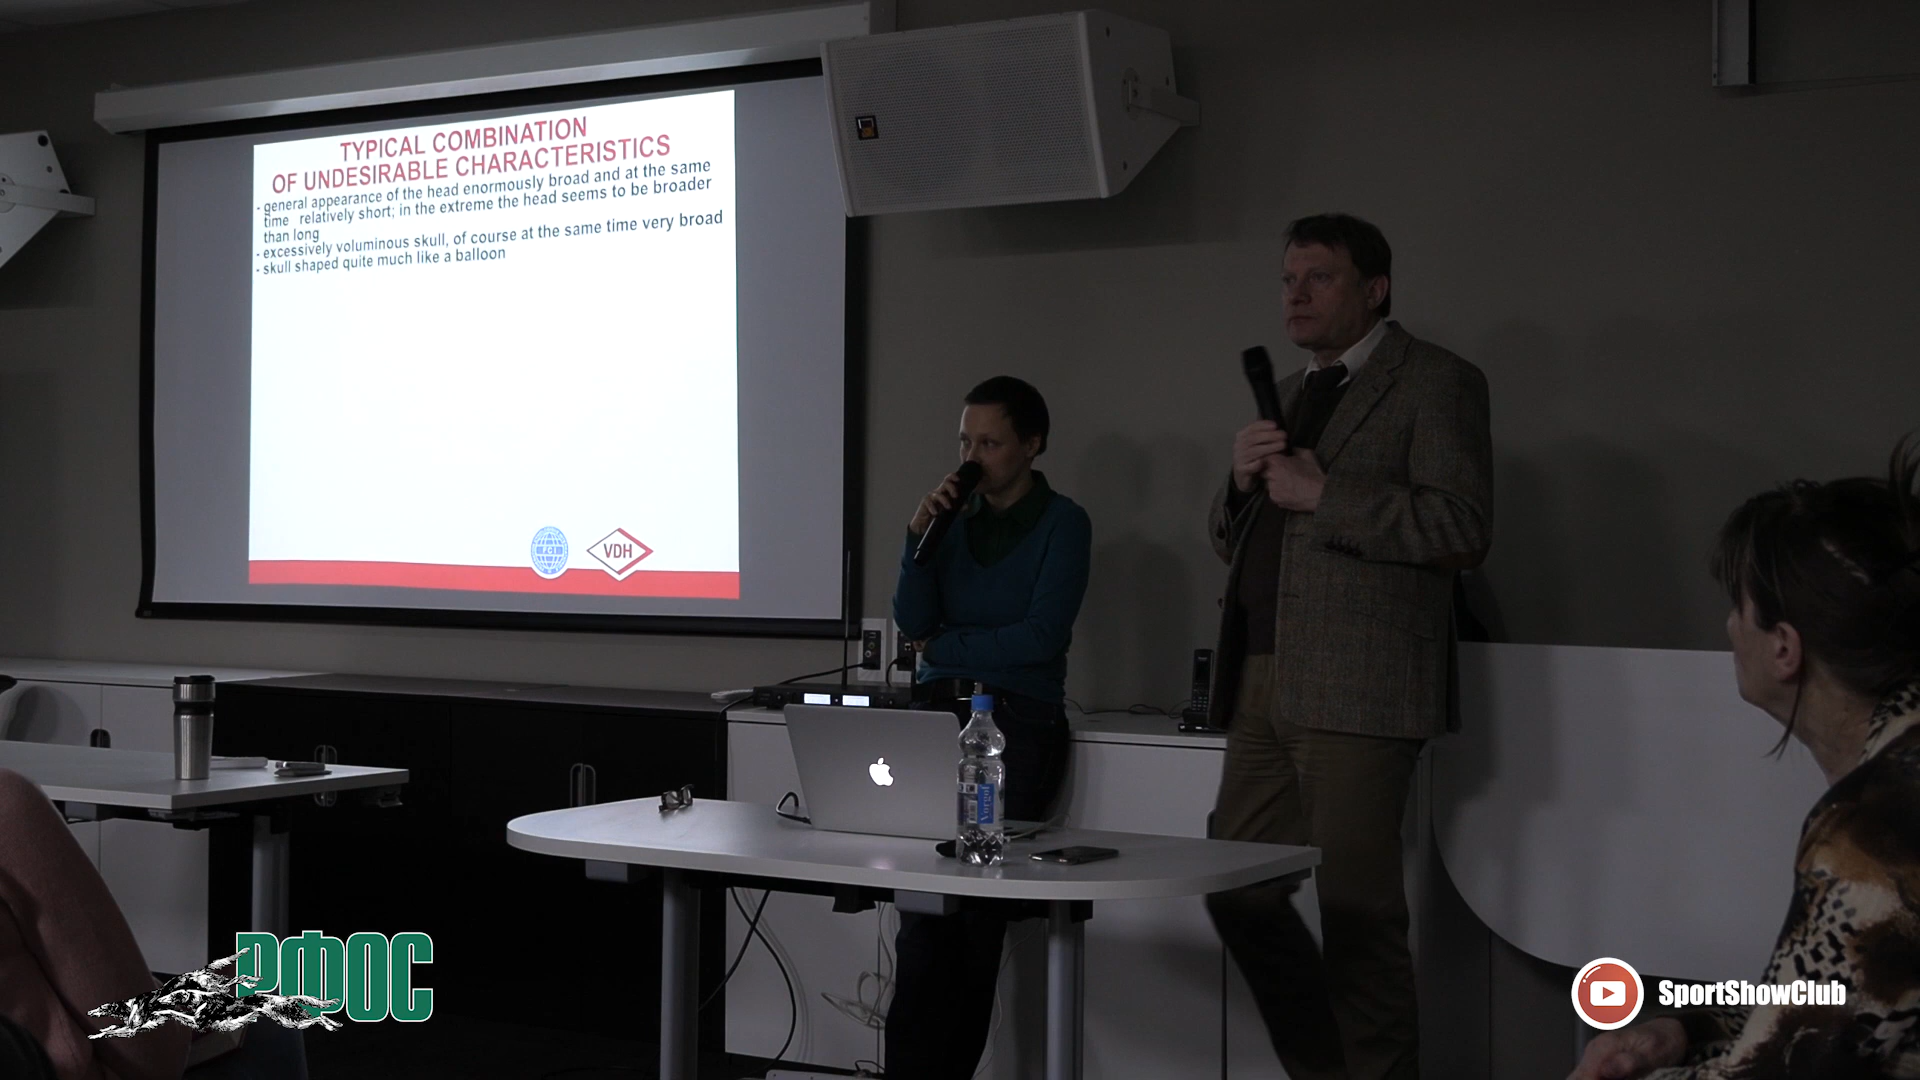 TYPICAL COMBINATION
OF UNDESIRABLE CHARACTERISTICS
- general appearance of the head enormously broad and at the same
time relatively short; in the extreme the head seems to be broader
than long
- excessively voluminous skull, of course at the same time very broad
- skull shaped quite much like a balloon
FCI
VDH
Vorgol
РФОС
SportShowClub